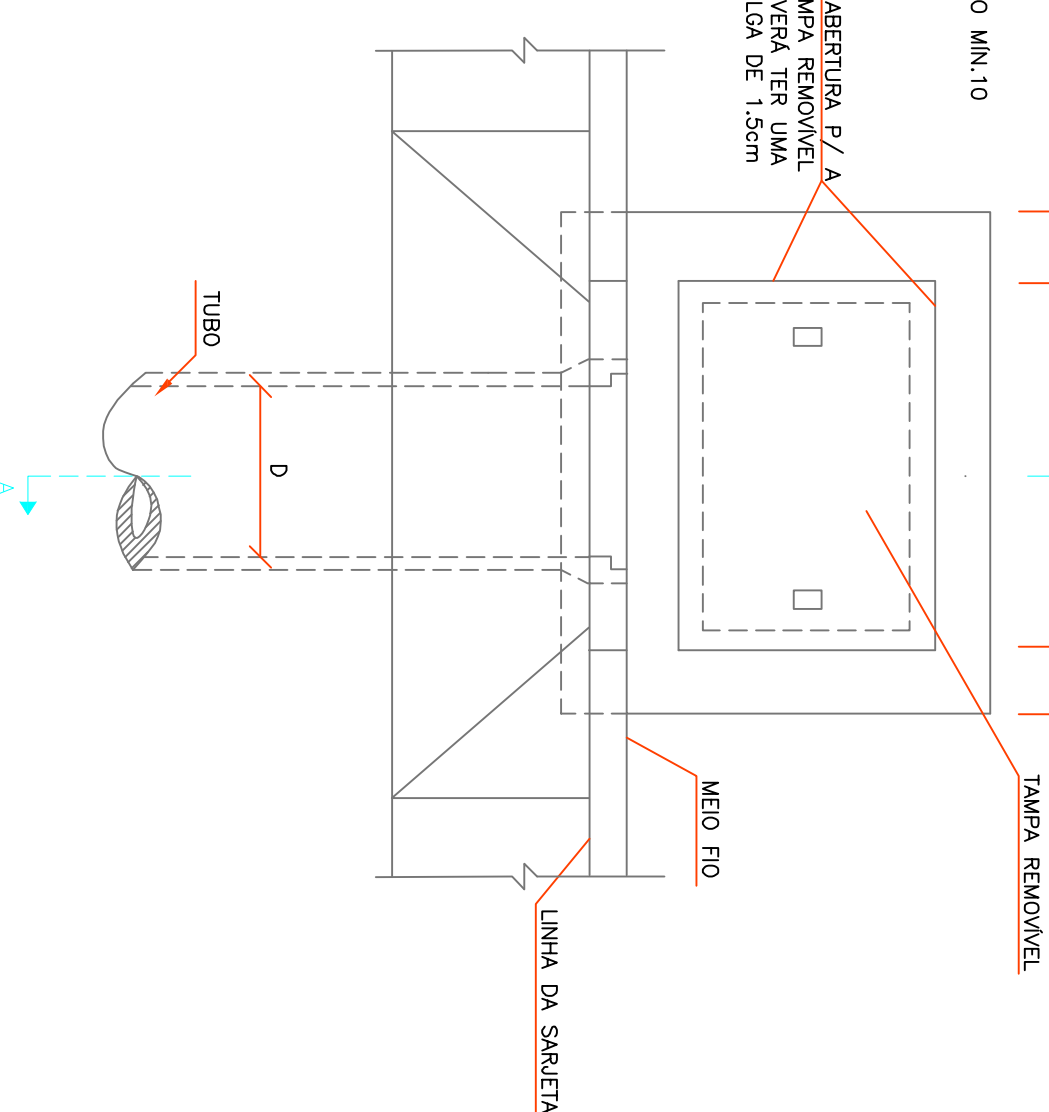 O MÍN.10
ABERTURA P/ A
MPA REMOVÍVEL
VERÁ TER UMA
LGA DE 1.5cm
TUBO
D
A
MEIO FIO
TAMPA REMOVÍVEL
LINHA DA SARJETA